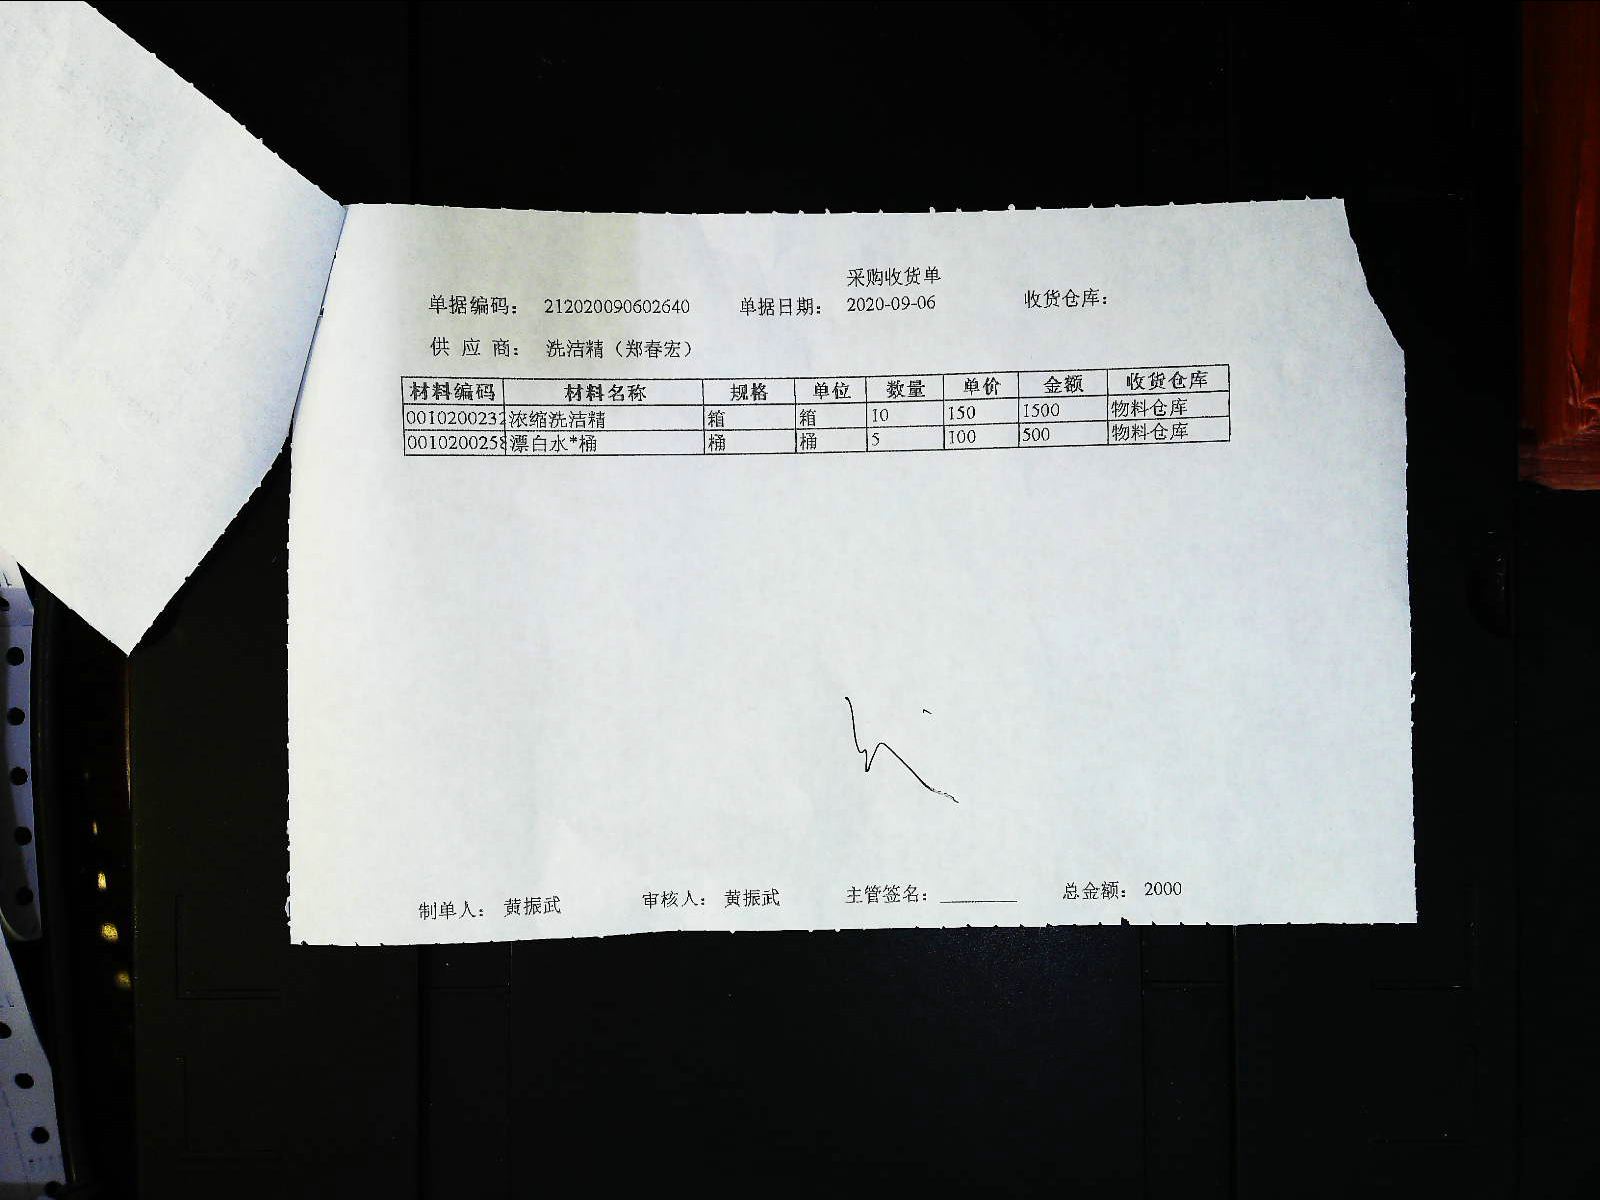 采购收货单
单据编码： 212020090602640 单据日期： 2020-09-06 收货仓库：
供 应 商： 洗洁精（郑春宏）
材料编码 材料名称 规格 单位 数量 单价 金额 收货仓库
001020023 浓缩洗洁精 箱 箱 10 150 1500 物料仓库
001020025 漂白水*桶 桶 桶 5 100 500 物料仓库
制单人： 黄振武 审核人： 黄振武 主管签名：________ 总金额： 2000